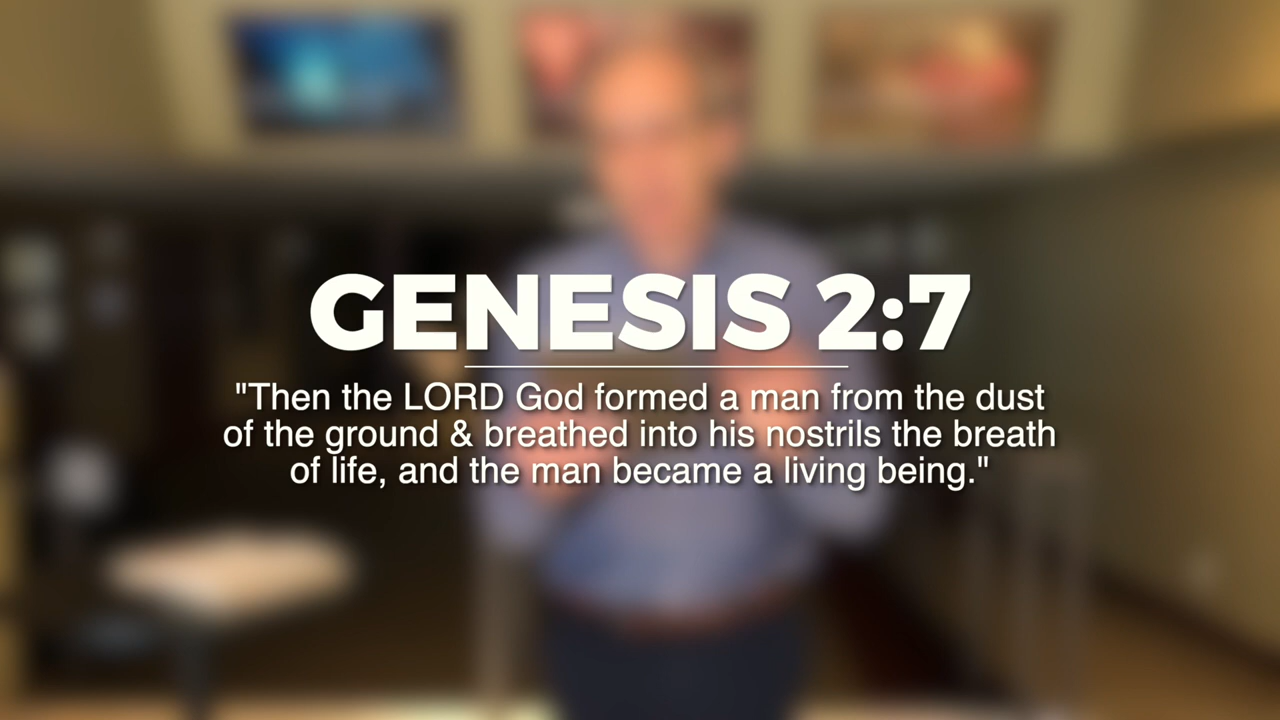 GENESIS 2:7
"Then the LORD God formed a man from the dust
of the ground & breathed into his nostrils the breath
of life, and the man became a living being."